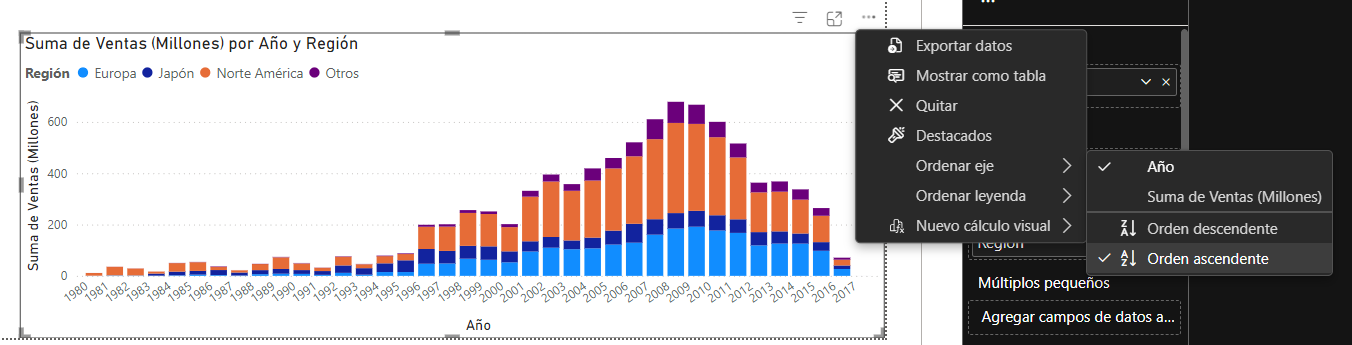 Suma de Ventas (Millones) por Año y Región
Región Europa Japón Norte América Otros
Suma de Ventas (Millones)
600
400
200
0
1980 1981 1982 1983 1984 1985 1986 1987 1988 1989 1990 1991 1992 1993 1994 1995 1996 1997 1998 1999 2000 2001 2002 2003 2004 2005 2006 2007 2008 2009 2010 2011 2012 2013 2014 2015 2016 2017
Año
Exportar datos
Mostrar como tabla
Quitar
Destacados
Ordenar eje
Ordenar leyenda
Nuevo cálculo visual
Año
Suma de Ventas (Millones)
Orden descendente
Región
Orden ascendente
Múltiplos pequeños
Agregar campos de datos a...